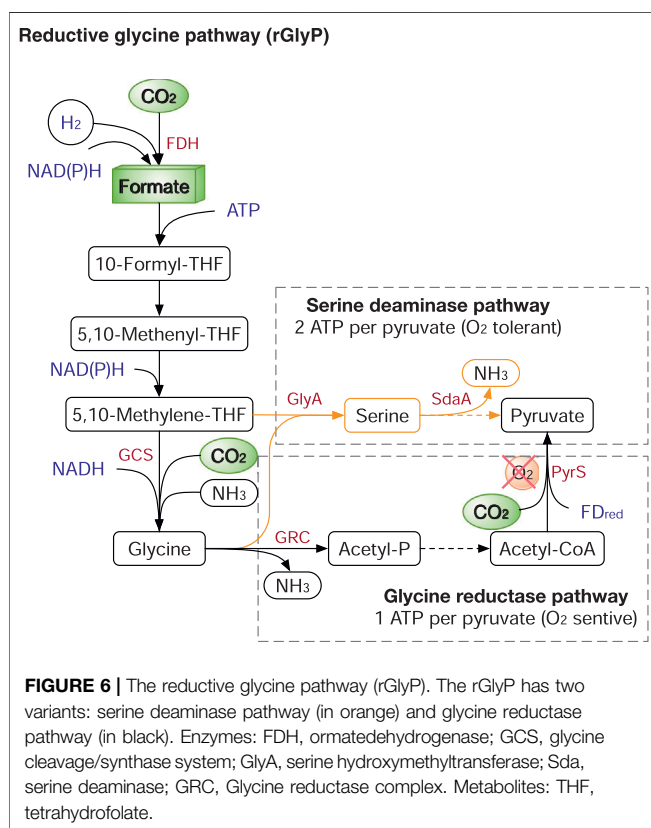 Reductive glycine pathway (rGlyP)
CO2
H2
FDH
NAD(P)H
Formate
ATP
10-Formyl-THF
Serine deaminase pathway
2 ATP per pyruvate (O2 tolerant)
5,10-Methenyl-THF
NAD(P)H
NH3
GlyA
SdaA
5,10-Methylene-THF
Serine
Pyruvate
GCS
CO2
NADH
O2
PyrS
NH3
CO2
FDred
GRC
Glycine
Acetyl-P
Acetyl-CoA
NH3
Glycine reductase pathway
1 ATP per pyruvate (O2 sentive)
FIGURE 6 | The reductive glycine pathway (rGlyP). The rGlyP has two
variants: serine deaminase pathway (in orange) and glycine reductase
pathway (in black). Enzymes: FDH, ormatedehydrogenase; GCS, glycine
cleavage/synthase system; GlyA, serine hydroxymethyltransferase; Sda,
serine deaminase; GRC, Glycine reductase complex. Metabolites: THF,
tetrahydrofolate.